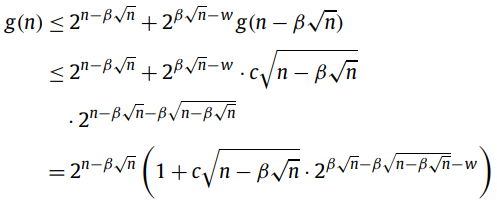 g(n) ≤ 2^{n−β√n} + 2^{β√n−w} g(n − β√n)
≤ 2^{n−β√n} + 2^{β√n−w} · c√(n − β√n)
· 2^{n−β√n−β√(n−β√n)}
= 2^{n−β√n} (1 + c√(n − β√n) · 2^{β√n−β√(n−β√n)−w})